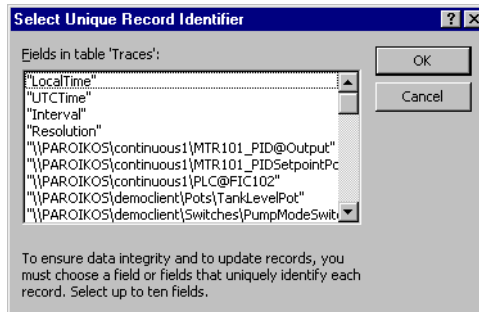 Select Unique Record Identifier
Fields in table 'Traces':
OK
Cancel
"LocalTime"
"UTCTime"
"Interval"
"Resolution"
"\\PAROIKOS\continuous1\MTR101_PID@Output"
"\\PAROIKOS\continuous1\MTR101_PIDSetpointPc
"\\PAROIKOS\continuous1\PLC@FIC102"
"\\PAROIKOS\democlient\Pots\TankLevelPot"
"\\PAROIKOS\democlient\Switches\PumpModeSwit
To ensure data integrity and to update records, you
must choose a field or fields that uniquely identify each
record. Select up to ten fields.